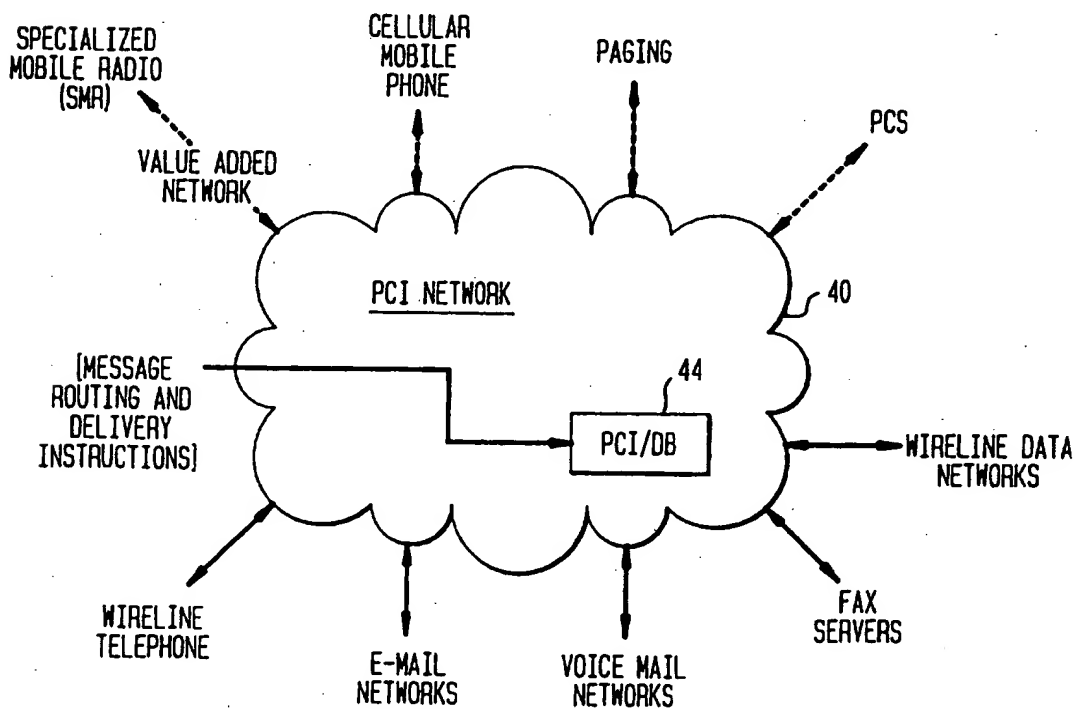 SPECIALIZED
MOBILE RADIO
(SMR)
CELLULAR
MOBILE
PHONE
PAGING
PCS
VALUE ADDED
NETWORK
PCI NETWORK
40
[MESSAGE
ROUTING AND
DELIVERY
INSTRUCTIONS]
44
PCI/DB
WIRELINE DATA
NETWORKS
WIRELINE
TELEPHONE
E-MAIL
NETWORKS
VOICE MAIL
NETWORKS
FAX
SERVERS